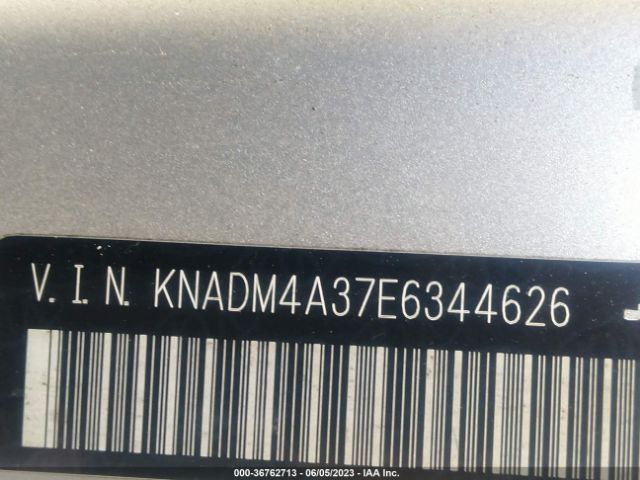 V.I.N. KNADM4A37E6344626
000-36762713 - 06/05/2023 - IAA Inc.